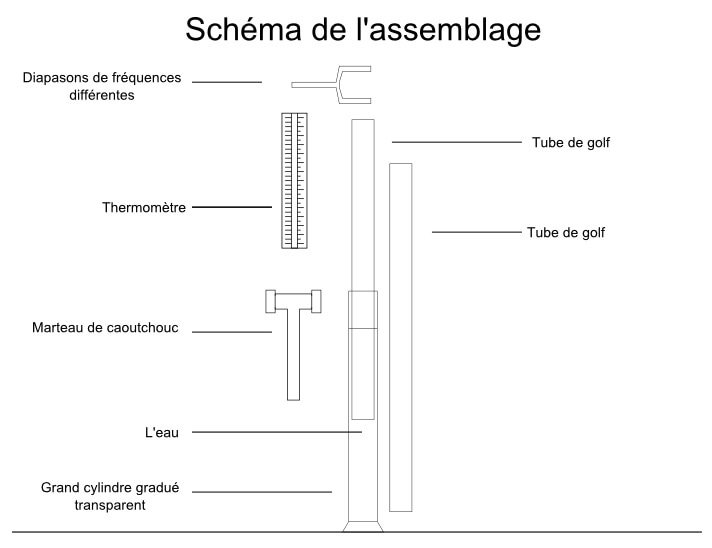 Schéma de l'assemblage
Diapasons de fréquences
différentes
Tube de golf
Thermomètre
Tube de golf
Marteau de caoutchouc
L'eau
Grand cylindre gradué
transparent